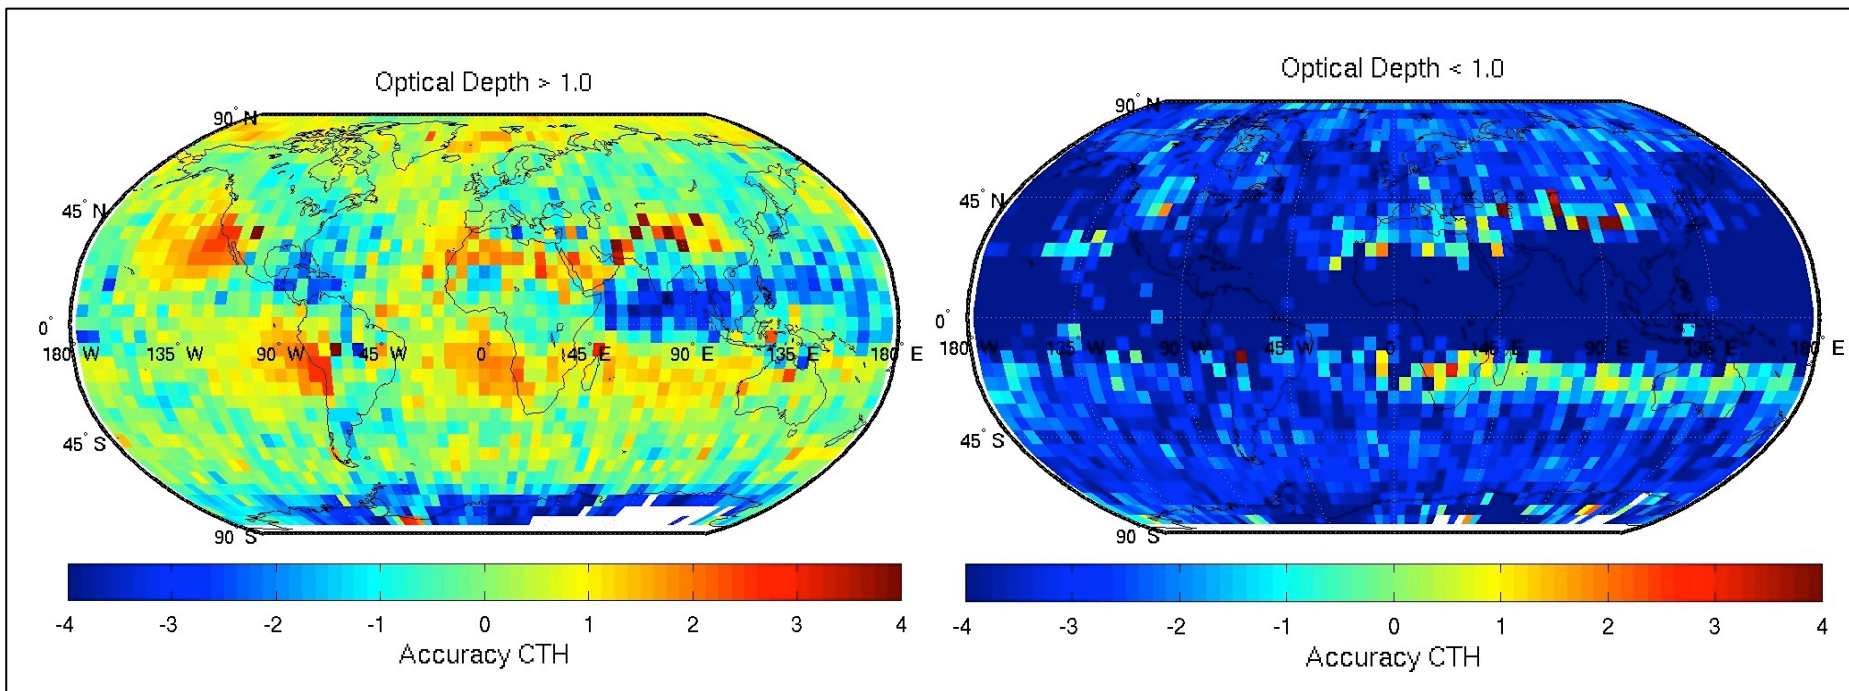 Optical Depth > 1.0
90° N
45° N
0°
180° W 135° W 90° W 45° W 0° 45° E 90° E 135° E 180° E
45° S
90° S
-4 -3 -2 -1 0 1 2 3 4
Accuracy CTH
Optical Depth < 1.0
90° N
45° N
0°
180° W 135° W 90° W 45° W 0° 45° E 90° E 135° E 180° E
45° S
90° S
-4 -3 -2 -1 0 1 2 3 4
Accuracy CTH